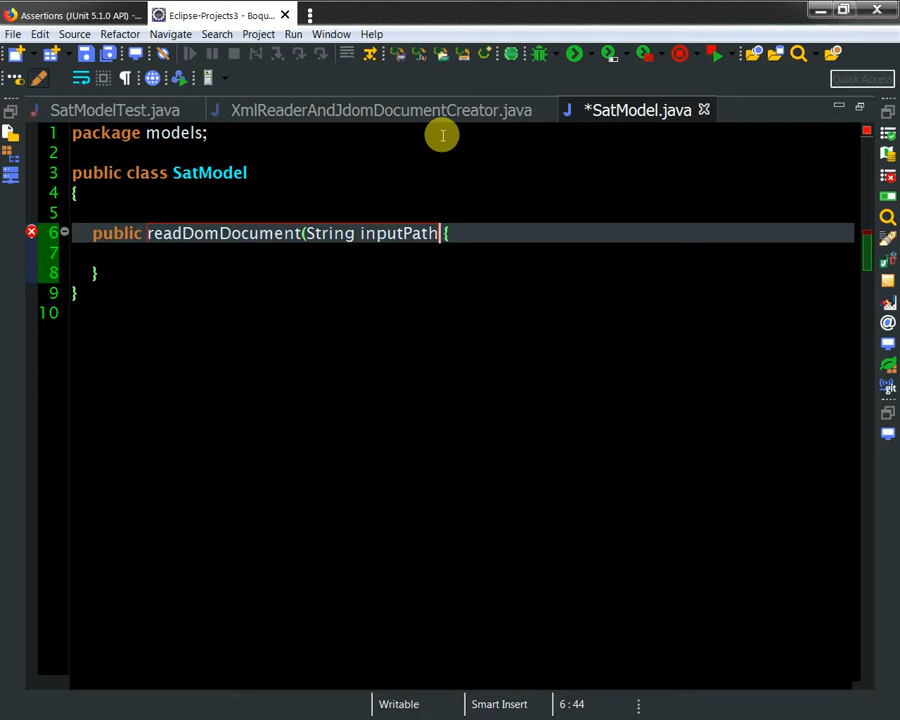 Assertions (JUnit 5.1.0 API) -...
Eclipse-Projects3 - Boqu...
File Edit Source Refactor Navigate Search Project Run Window Help
Quick Access
SatModelTest.java XmlReaderAndJdomDocumentCreator.java *SatModel.java
1 package models;
2
3 public class SatModel
4 {
5
6 public readDomDocument(String inputPath{
7
8 }
9 }
10
Writable Smart Insert 6 : 44